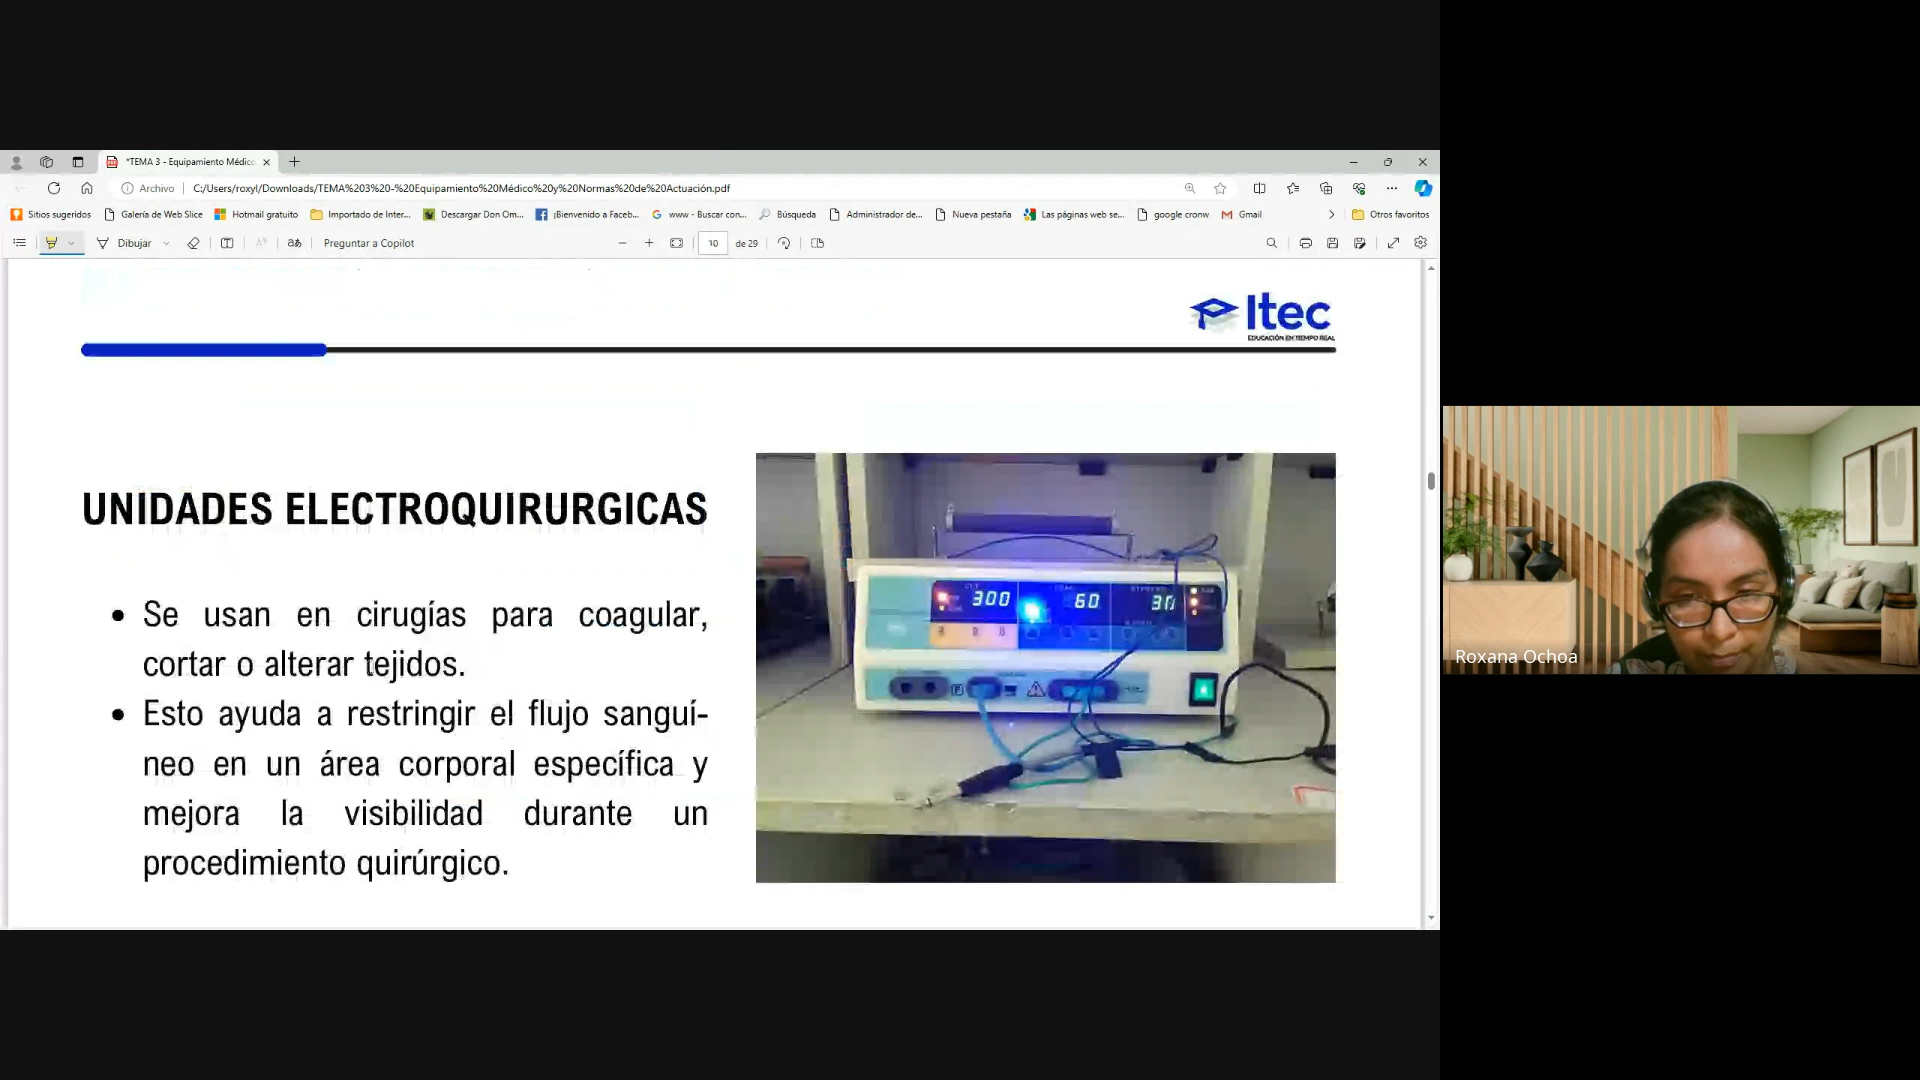 *TEMA 3 - Equipamiento Médico
Archivo
C:/Users/roxyl/Downloads/TEMA%203%20-%20Equipamiento%20Médico%20y%20Normas%20de%20Actuación.pdf
Sitios sugeridos
Galería de Web Slice
Hotmail gratuito
Importado de Inter...
Descargar Don Om...
¡Bienvenido a Faceb...
www - Buscar con...
Búsqueda
Administrador de...
Nueva pestaña
Las páginas web se...
google cronw
Gmail
Otros favoritos
Dibujar
Preguntar a Copilot
10
de 29
Itec
EDUCACIÓN EN TIEMPO REAL
UNIDADES ELECTROQUIRURGICAS
• Se usan en cirugías para coagular,
cortar o alterar tejidos.
• Esto ayuda a restringir el flujo sanguí-
neo en un área corporal específica y
mejora la visibilidad durante un
procedimiento quirúrgico.
300
60
Roxana Ochoa